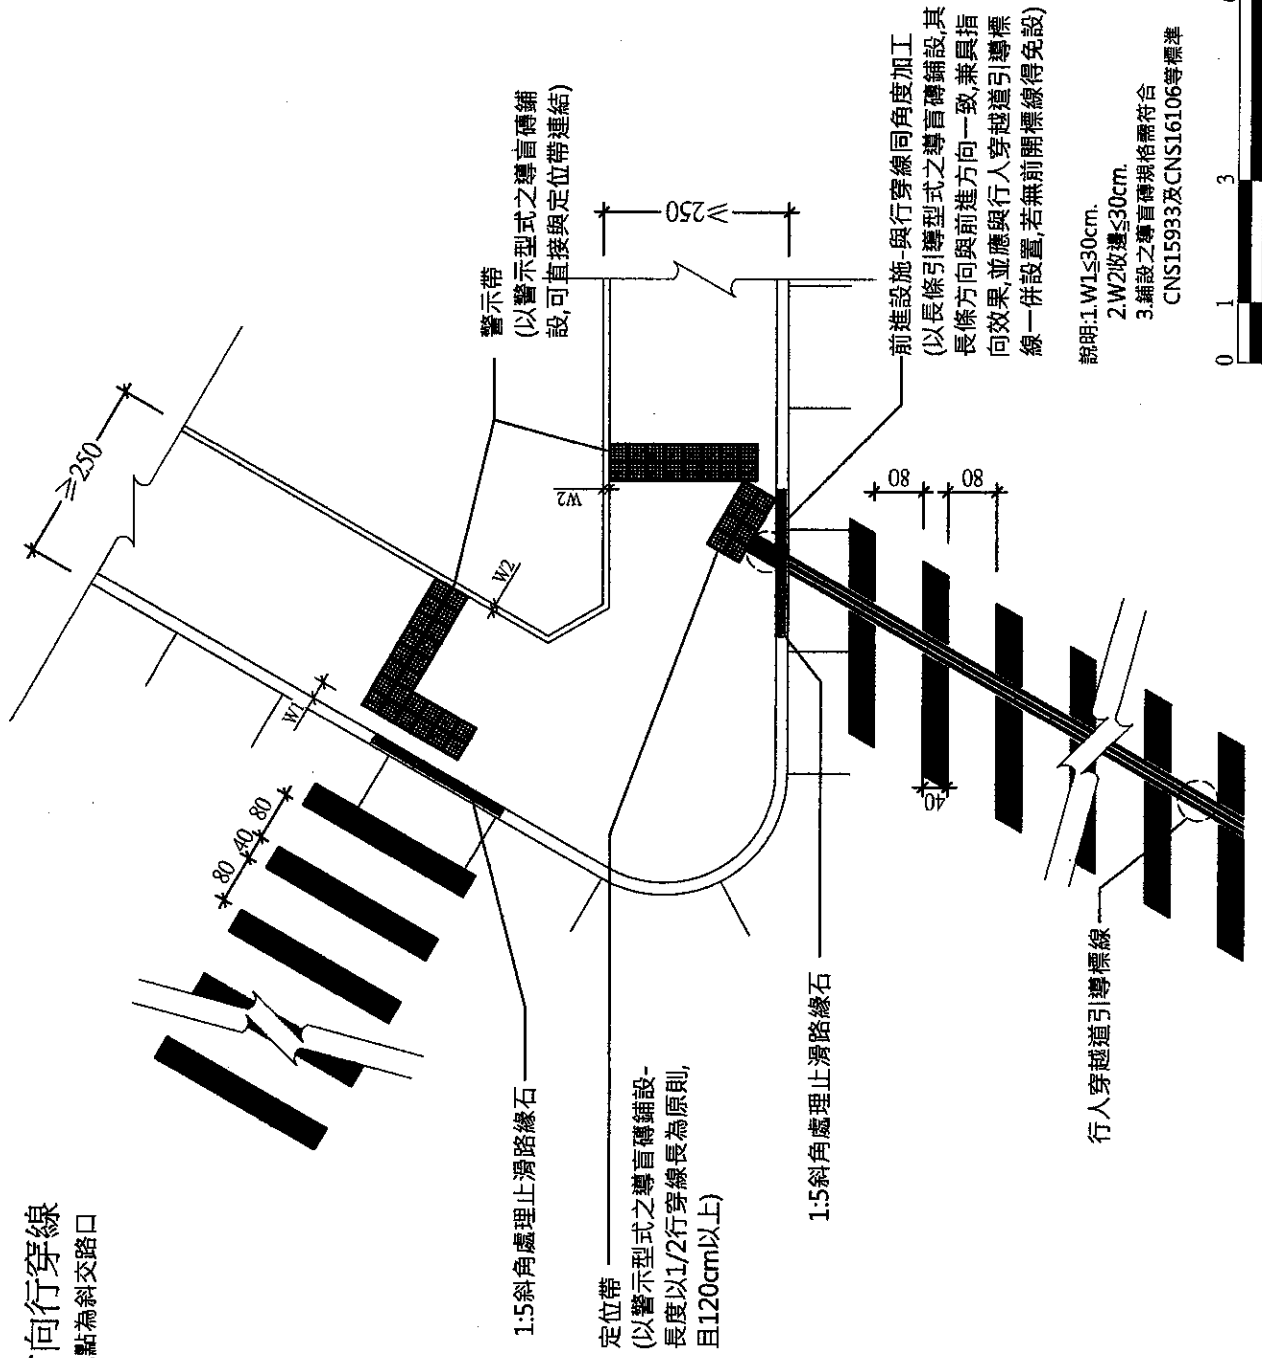 向行穿線
點為斜交路口
≥250
警示帶
(以警示型式之導盲磚鋪
設,可直接與定位帶連結)
≥250
W1
W2
W2
80
40
80
80
80
40
1:5斜角處理止滑路緣石
定位帶
(以警示型式之導盲磚鋪設-
長度以1/2行穿線長為原則,
且120cm以上)
1:5斜角處理止滑路緣石
行人穿越道引導標線
前進設施-與行穿線同角度加工
(以長條引導型式之導盲磚鋪設,其
長條方向與前進方向一致,兼具指
向效果,並應與行人穿越道引導標
線一併設置,若無前開標線得免設)
說明:1.W1≦30cm.
2.W2收邊≦30cm.
3.鋪設之導盲磚規格需符合
CNS15933及CNS16106等標準
0 1 3